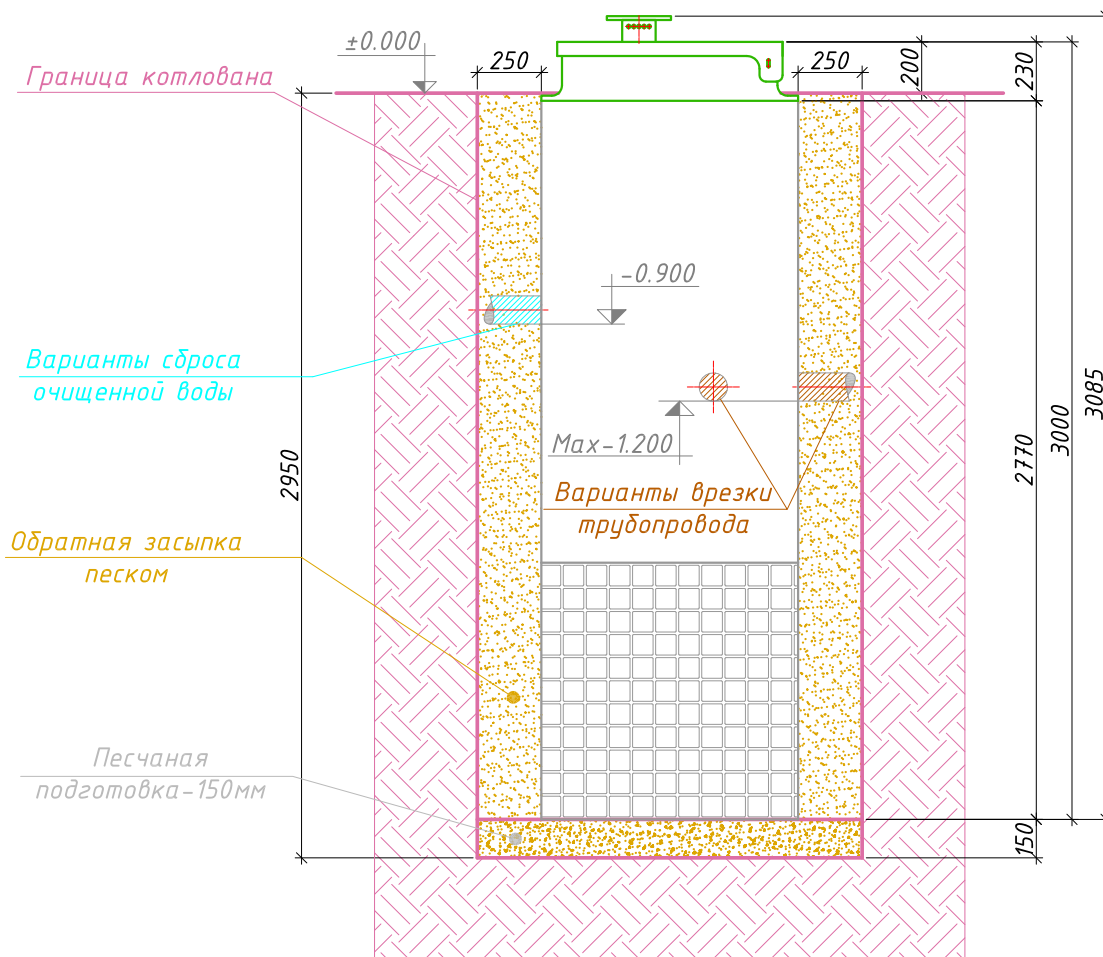 ±0.000
250
250
200
230
Граница котлована
-0.900
Варианты сброса
очищенной воды
3085
3000
2770
2950
Max-1.200
Варианты врезки
трубопровода
Обратная засыпка
песком
Песчаная
подготовка-150мм
150